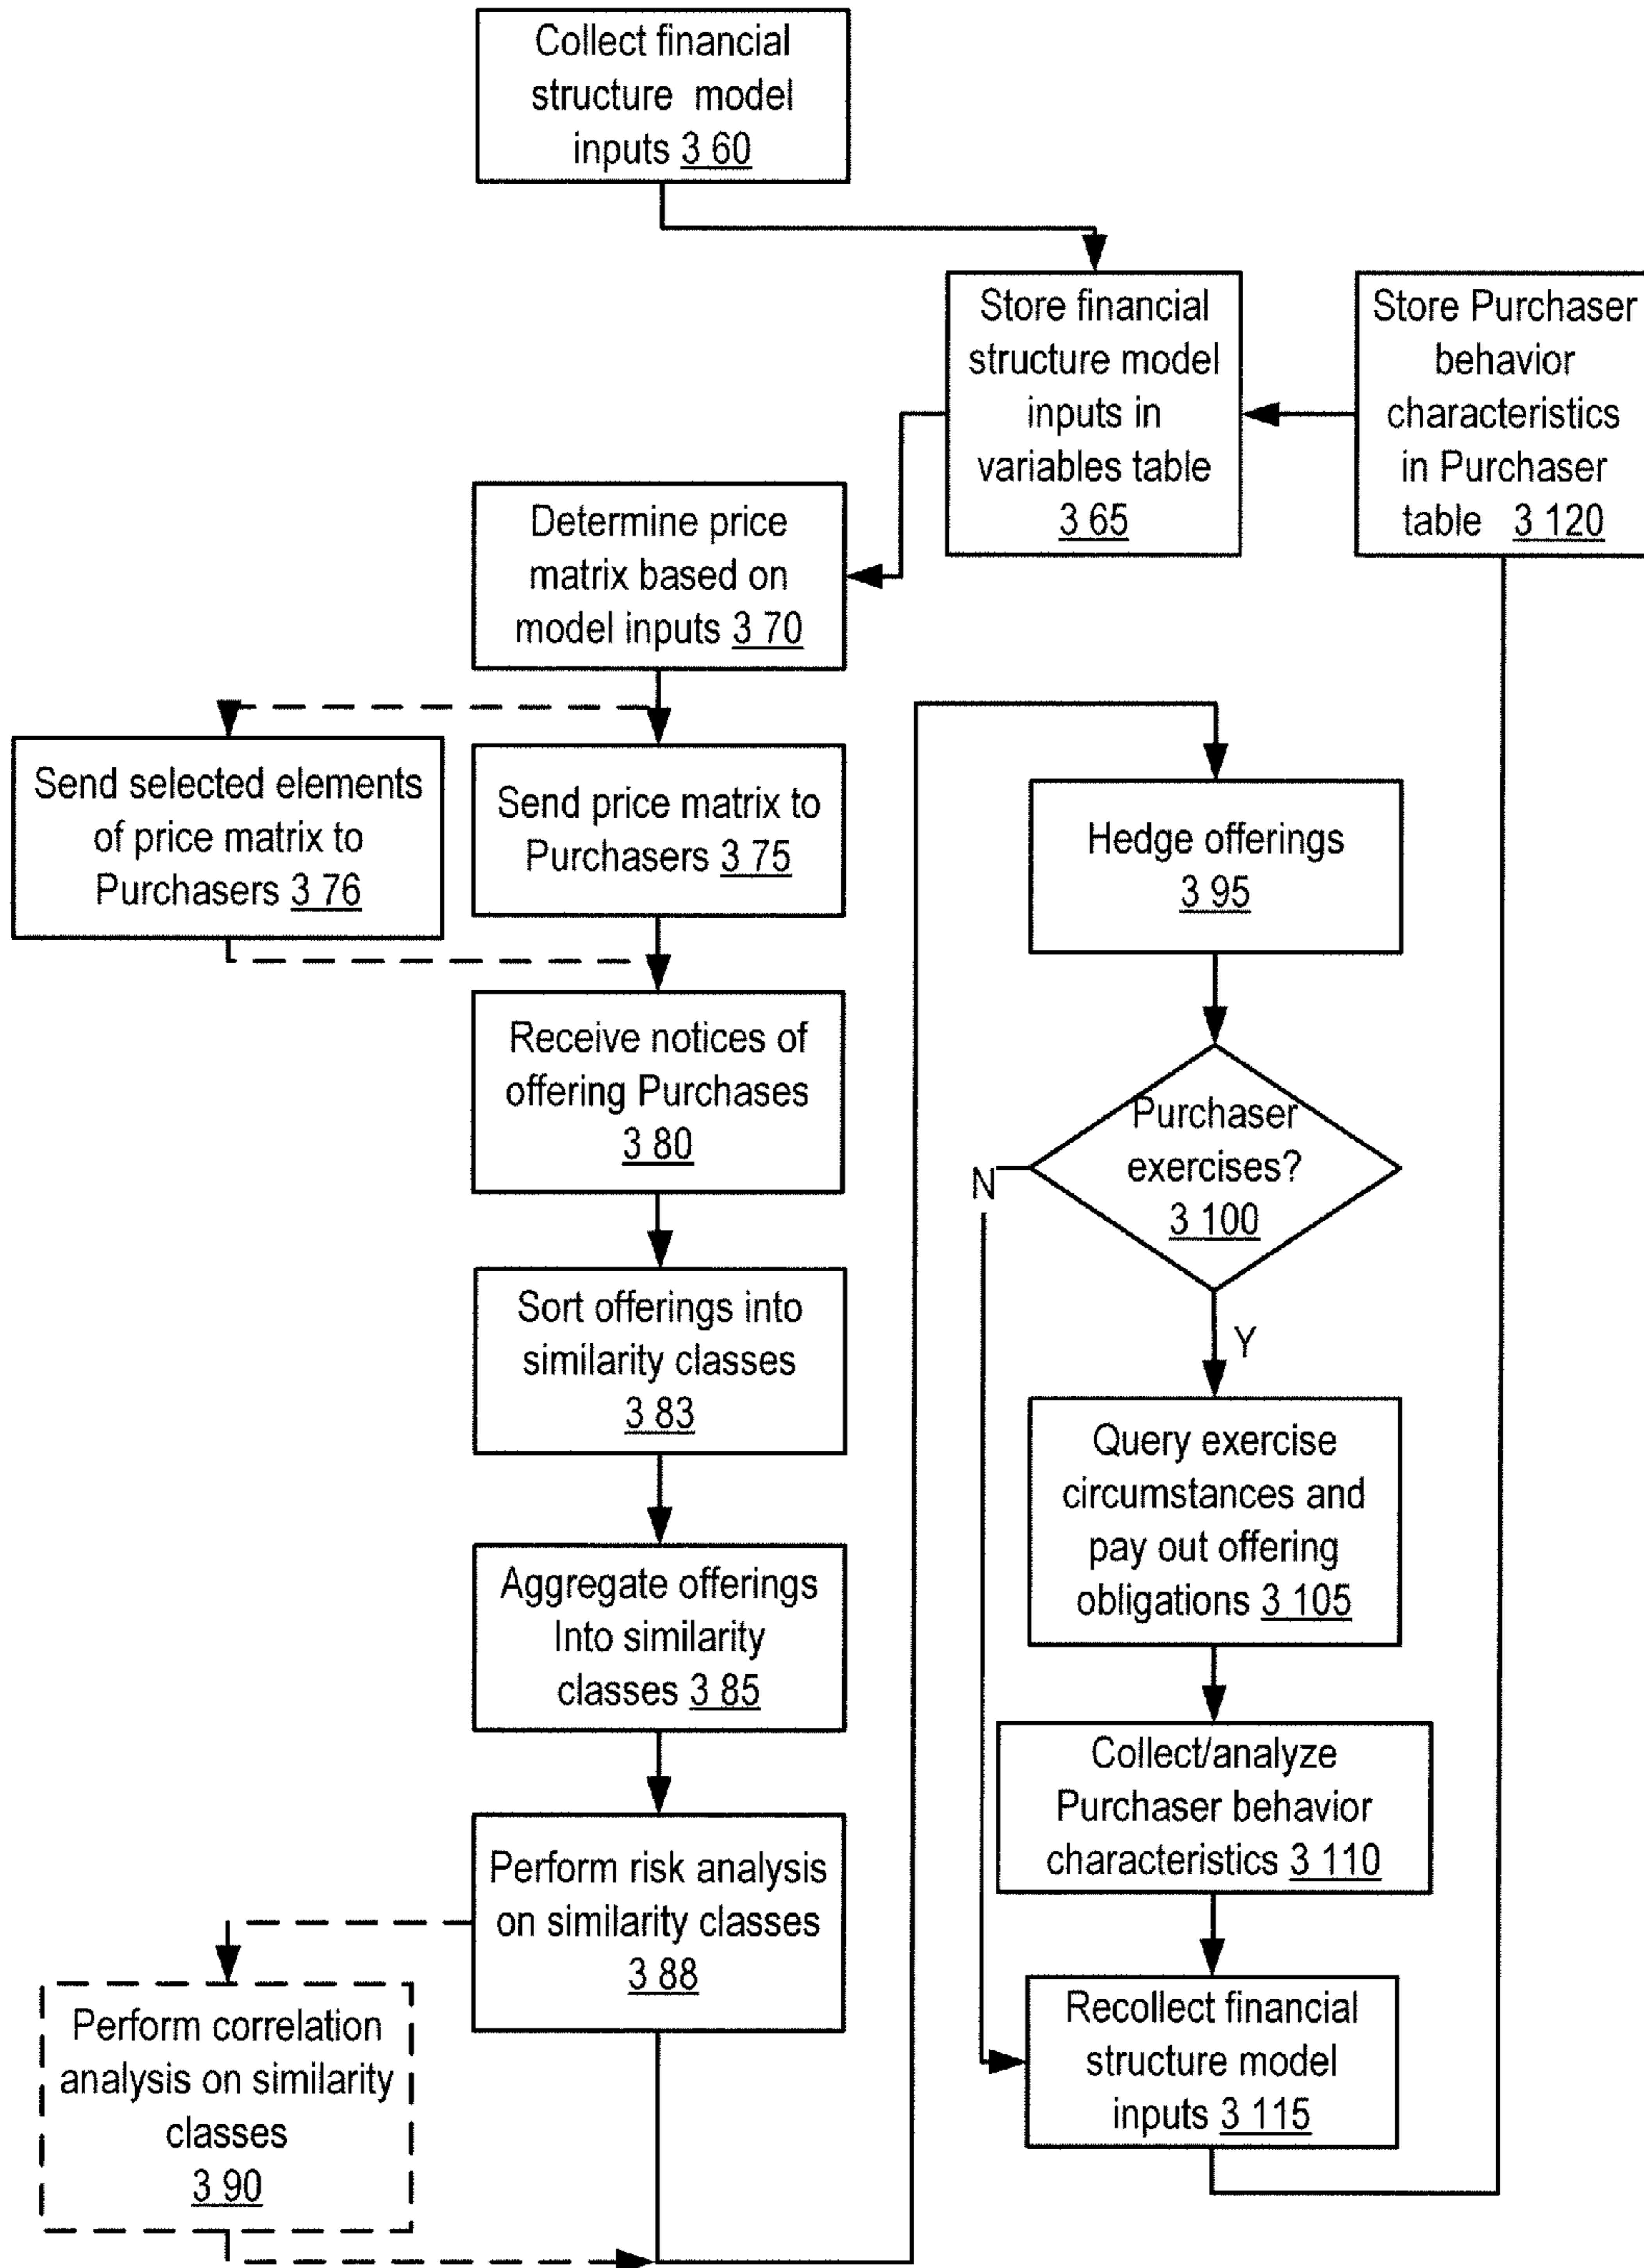 Collect financial
structure model
inputs 3 60
Store financial
structure model
inputs in
variables table
3 65
Store Purchaser
behavior
characteristics
in Purchaser
table 3 120
Determine price
matrix based on
model inputs 3 70
Send selected elements
of price matrix to
Purchasers 3 76
Send price matrix to
Purchasers 3 75
Receive notices of
offering Purchases
3 80
Sort offerings into
similarity classes
3 83
Aggregate offerings
Into similarity
classes 3 85
Perform risk analysis
on similarity classes
3 88
Perform correlation
analysis on similarity
classes
3 90
Hedge offerings
3 95
Purchaser
exercises?
3 100
N
Y
Query exercise
circumstances and
pay out offering
obligations 3 105
Collect/analyze
Purchaser behavior
characteristics 3 110
Recollect financial
structure model
inputs 3 115